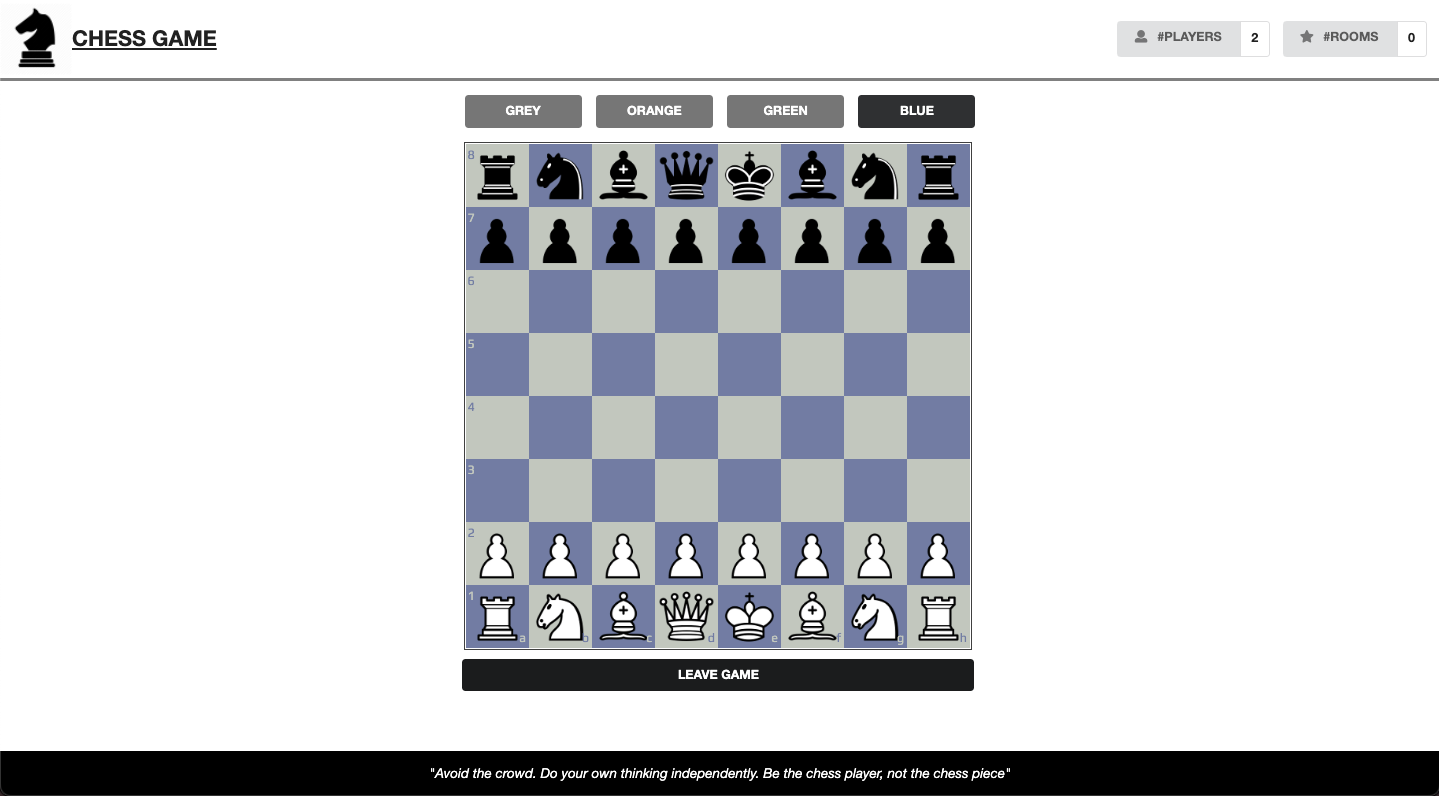 CHESS GAME
#PLAYERS 2
#ROOMS 0
GREY
ORANGE
GREEN
BLUE
8
7
6
5
4
3
2
1
a b c d e f g h
LEAVE GAME
"Avoid the crowd. Do your own thinking independently. Be the chess player, not the chess piece"